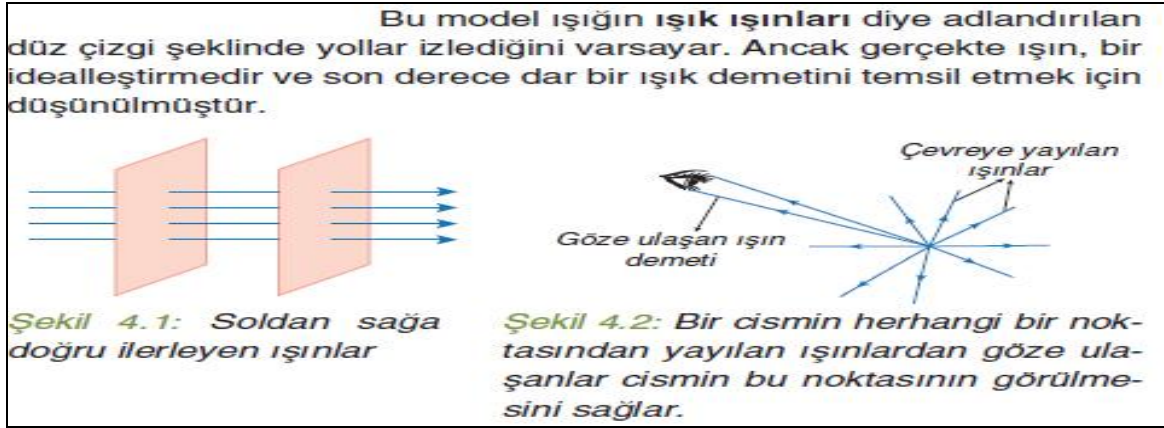 Bu model ışığın ışık ışınları diye adlandırılan
düz çizgi şeklinde yollar izlediğini varsayar. Ancak gerçekte ışın, bir
idealleştirmedir ve son derece dar bir ışık demetini temsil etmek için
düşünülmüştür.
Çevreye yayılan
ışınlar
Göze ulaşan ışın
demeti
Şekil 4.1: Soldan sağa
doğru ilerleyen ışınlar
Şekil 4.2: Bir cismin herhangi bir nok-
tasından yayılan ışınlardan göze ula-
şanlar cismin bu noktasının görülme-
sini sağlar.